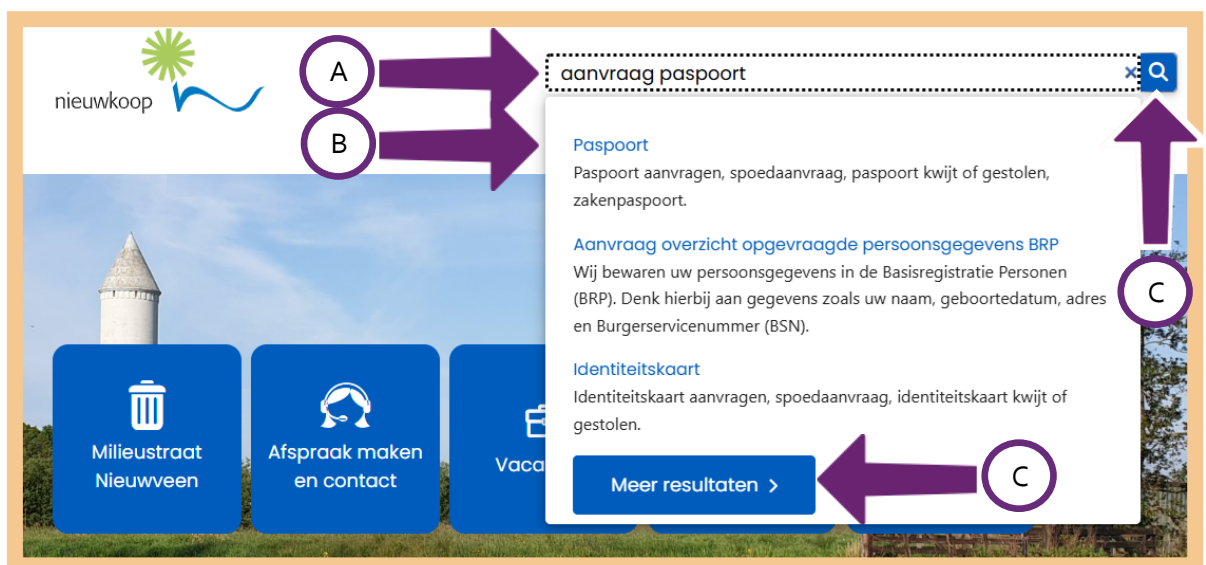 nieuwkoop
A
aanvraag paspoort
B
Paspoort
Paspoort aanvragen, spoedaanvraag, paspoort kwijt of gestolen,
zakenpaspoort.
Aanvraag overzicht opgevraagde persoonsgegevens BRP
Wij bewaren uw persoonsgegevens in de Basisregistratie Personen
(BRP). Denk hierbij aan gegevens zoals uw naam, geboortedatum, adres
en Burgerservicenummer (BSN).
C
Identiteitskaart
Identiteitskaart aanvragen, spoedaanvraag, identiteitskaart kwijt of
gestolen.
Meer resultaten
C
Milieustraat
Nieuwveen
Afspraak maken
en contact
Vaca